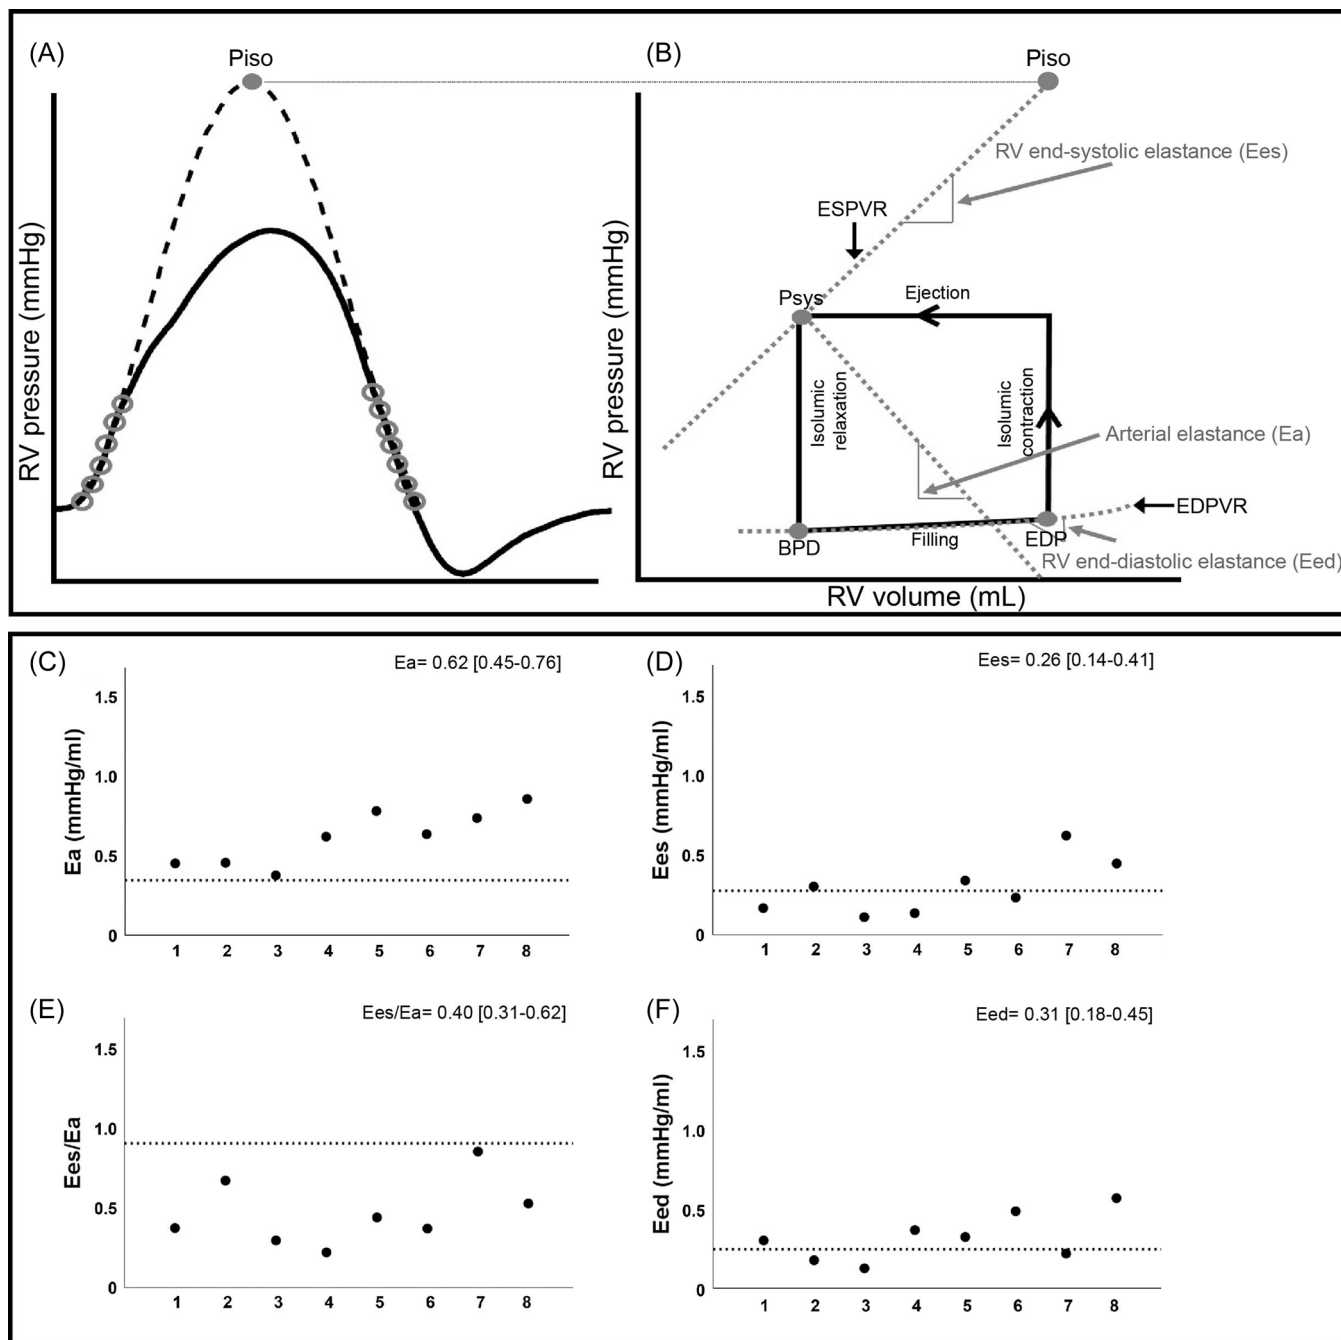 (A)
Piso
RV pressure (mmHg)
(B)
Piso
RV end-systolic elastance (Ees)
ESPVR
RV pressure (mmHg)
Psys
Ejection
Isolumic
relaxation
Isolumic
contraction
Arterial elastance (Ea)
EDPVR
BPD
Filling
EDP
RV end-diastolic elastance (Eed)
RV volume (mL)
(C)
Ea= 0.62 [0.45-0.76]
Ea (mmHg/ml)
1.5
1.0
0.5
0
1 2 3 4 5 6 7 8
(D)
Ees= 0.26 [0.14-0.41]
Ees (mmHg/ml)
1.5
1.0
0.5
0
1 2 3 4 5 6 7 8
(E)
Ees/Ea= 0.40 [0.31-0.62]
Ees/Ea
1.5
1.0
0.5
0
1 2 3 4 5 6 7 8
(F)
Eed= 0.31 [0.18-0.45]
Eed (mmHg/ml)
1.5
1.0
0.5
0
1 2 3 4 5 6 7 8